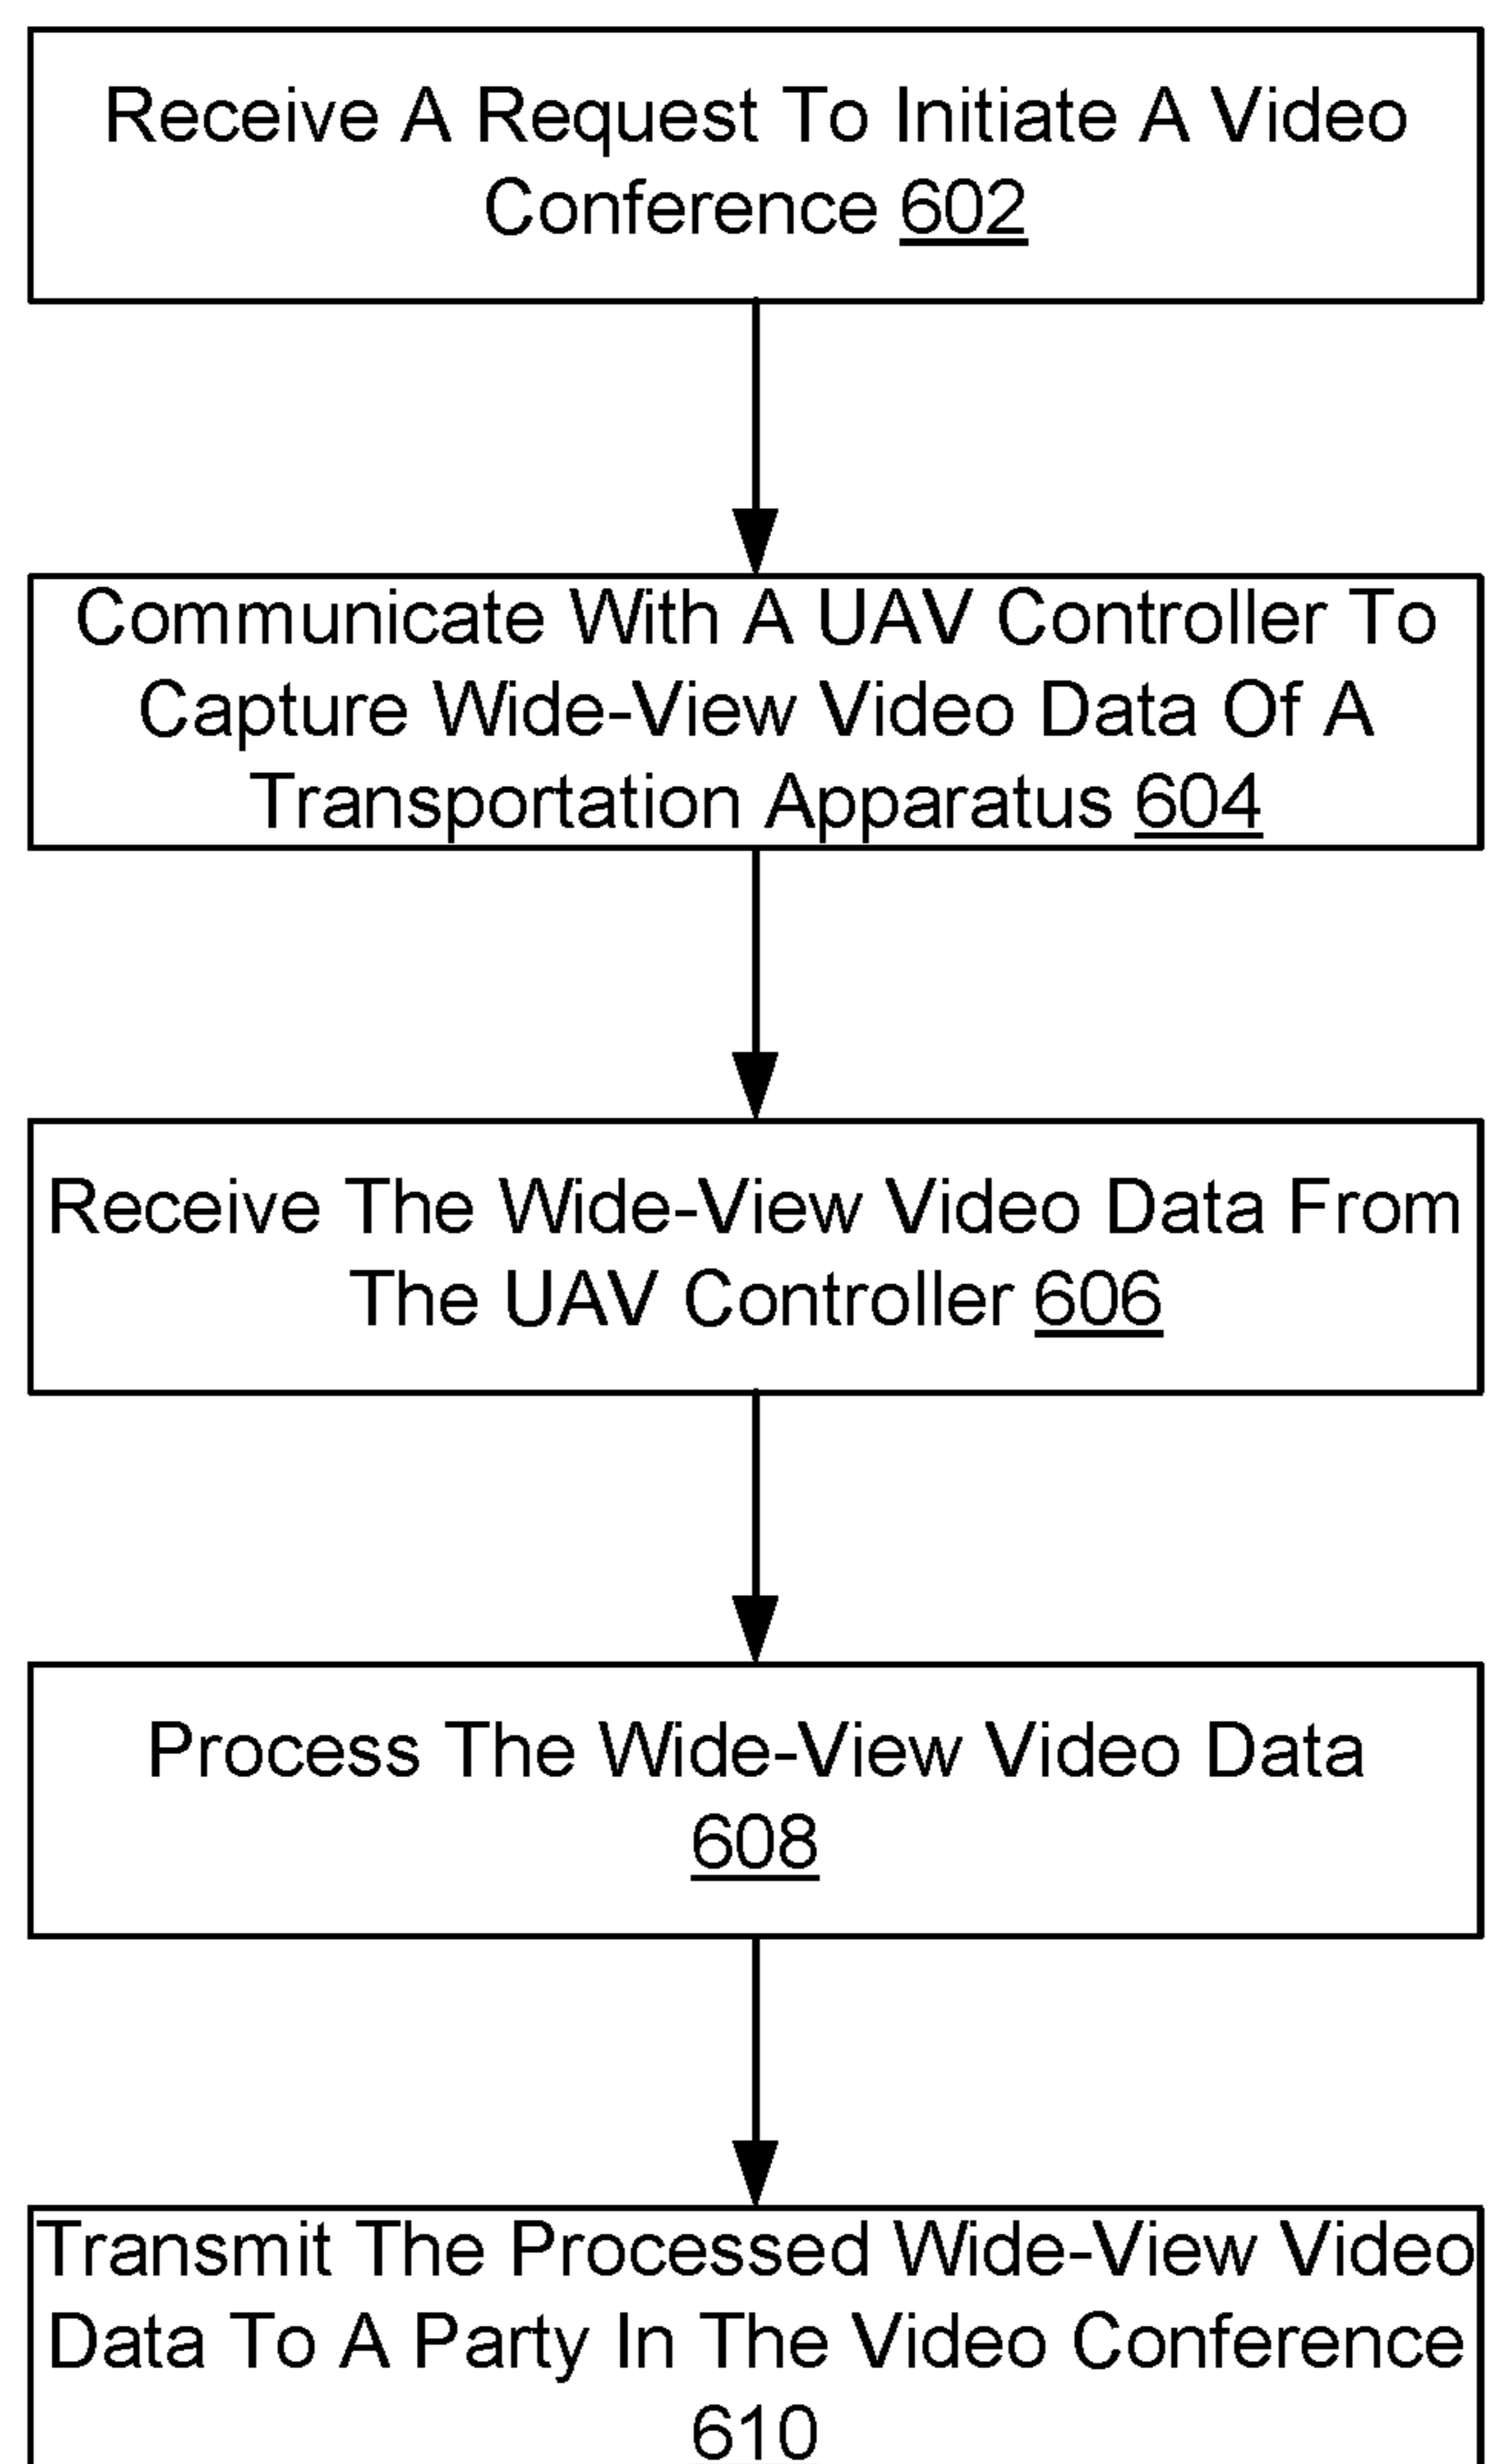 Receive A Request To Initiate A Video
Conference 602
Communicate With A UAV Controller To
Capture Wide-View Video Data Of A
Transportation Apparatus 604
Receive The Wide-View Video Data From
The UAV Controller 606
Process The Wide-View Video Data
608
Transmit The Processed Wide-View Video
Data To A Party In The Video Conference
610